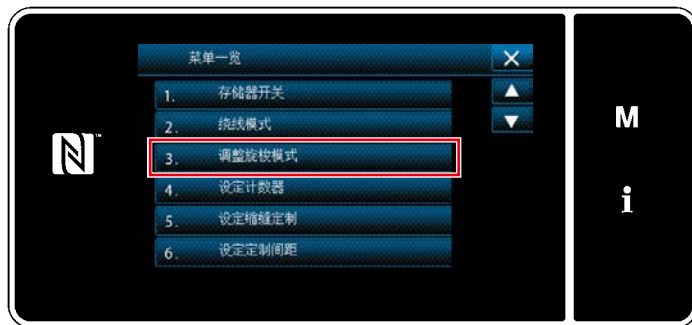 菜单一览
1. 存储器开关
2. 绕线模式
3. 调整旋梭模式
4. 设定计数器
5. 设定缩缝定制
6. 设定定制间距
M
i